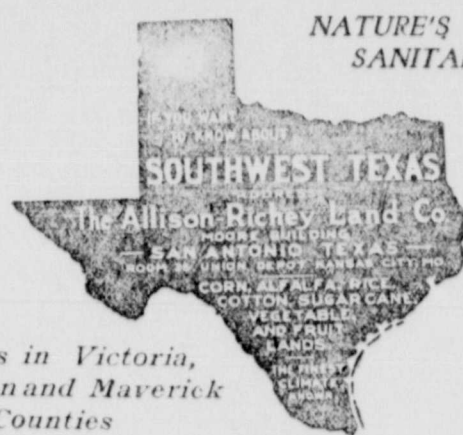 NATURE'S
SANITA
IF YOU WANT
TO KNOW ABOUT
SOUTHWEST TEXAS
The Allison-Richey Land Co
MOORE BUILDING
— SAN ANTONIO TEXAS —
ROOM 26 UNION DEPOT KANSAS CITY, MO
CORN, ALFALFA, RICE,
COTTON, SUGAR CANE,
VEGETABLE
AND FRUIT
LANDS
THE FINEST
CLIMATE
KNOWN
s in Victoria,
n and Maverick
Counties